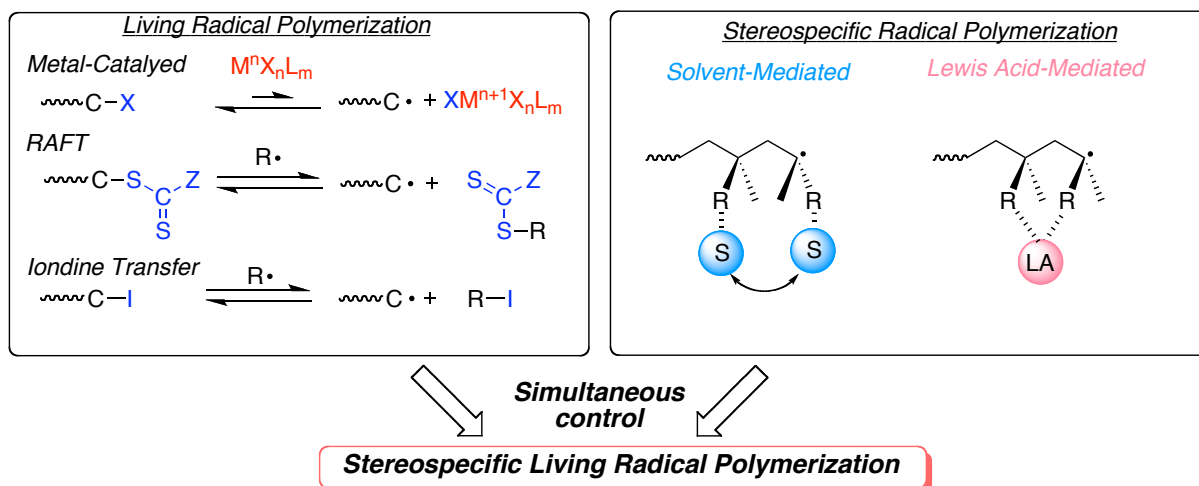 Living Radical Polymerization
Metal-Catalyed
MⁿXₙLₘ
C–X
C• + XMⁿ⁺¹XₙLₘ
RAFT
R•
C–S
C
Z
S
C• +
S
C
Z
S–R
Iondine Transfer
R•
C–I
C• + R–I
Stereospecific Radical Polymerization
Solvent-Mediated
Lewis Acid-Mediated
R R
S S
R R
LA
Simultaneous
control
Stereospecific Living Radical Polymerization